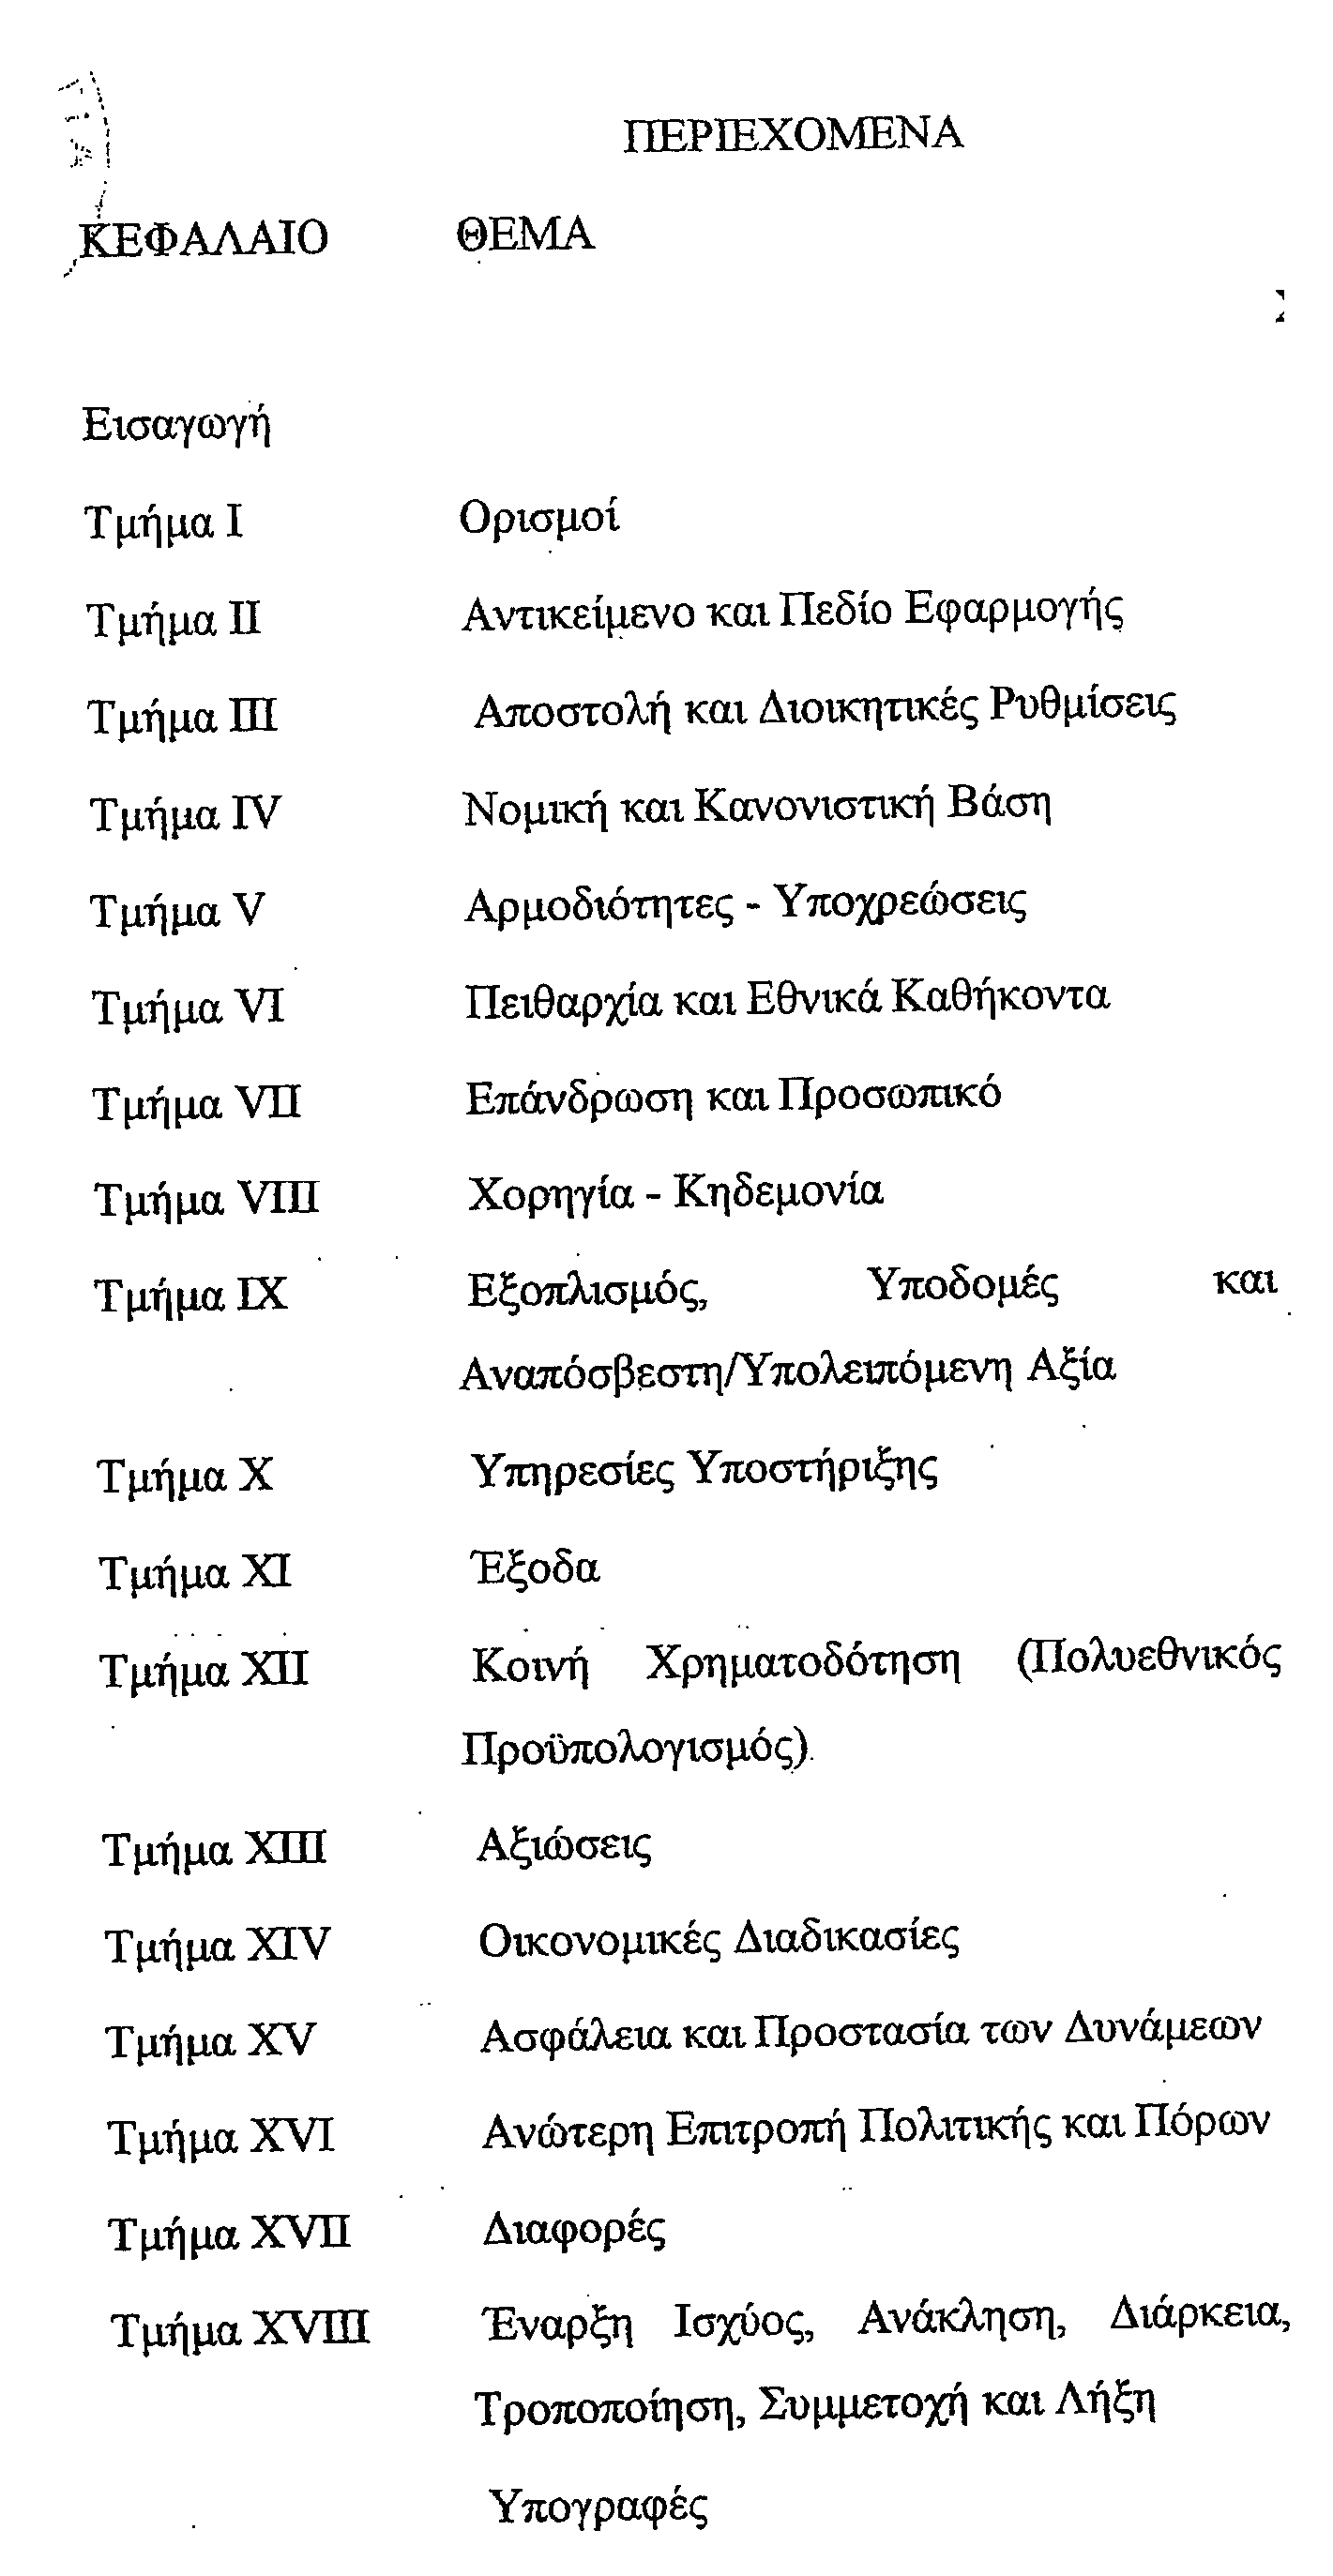 ΠΕΡΙΕΧΟΜΕΝΑ
ΚΕΦΑΛΑΙΟ ΘΕΜΑ
Εισαγωγή
Τμήμα I Ορισμοί
Τμήμα II Αντικείμενο και Πεδίο Εφαρμογής
Τμήμα III Αποστολή και Διοικητικές Ρυθμίσεις
Τμήμα IV Νομική και Κανονιστική Βάση
Τμήμα V Αρμοδιότητες - Υποχρεώσεις
Τμήμα VI Πειθαρχία και Εθνικά Καθήκοντα
Τμήμα VII Επάνδρωση και Προσωπικό
Τμήμα VIII Χορηγία - Κηδεμονία
Τμήμα IX Εξοπλισμός, Υποδομές και
Αναπόσβεστη/Υπολειπόμενη Αξία
Τμήμα X Υπηρεσίες Υποστήριξης
Τμήμα XI Έξοδα
Τμήμα XII Κοινή Χρηματοδότηση (Πολυεθνικός
Προϋπολογισμός)
Τμήμα XIII Αξιώσεις
Τμήμα XIV Οικονομικές Διαδικασίες
Τμήμα XV Ασφάλεια και Προστασία των Δυνάμεων
Τμήμα XVI Ανώτερη Επιτροπή Πολιτικής και Πόρων
Τμήμα XVII Διαφορές
Τμήμα XVIII Έναρξη Ισχύος, Ανάκληση, Διάρκεια,
Τροποποίηση, Συμμετοχή και Λήξη
Υπογραφές